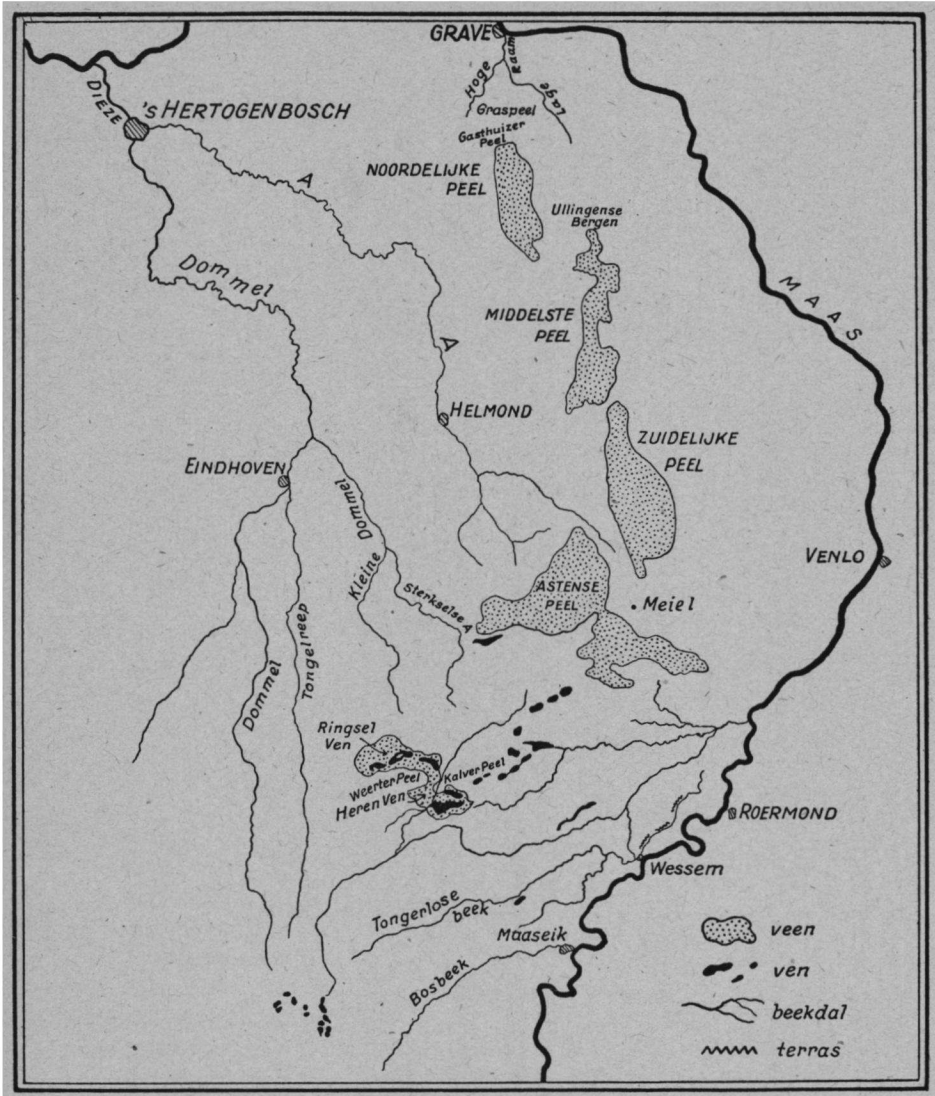 GRAVE
Hoge
Raam
Lage
DIEZE
'S HERTOGENBOSCH
Graspeel
Gasthuizer
Peel
A
NOORDELIJKE
PEEL
Ullingense
Bergen
Dommel
MAAS
MIDDELSTE
PEEL
A
HELMOND
ZUIDELIJKE
PEEL
EINDHOVEN
Kleine Dommel
VENLO
Sterkselse A
ASTENSE
PEEL
Meiel
Tongelreep
Dommel
Ringsel
Ven
Kalver Peel
Weerter Peel
Heren Ven
ROERMOND
Wessem
Tongerlose
beek
Maaseik
Bosbeek
veen
ven
beekdal
terras